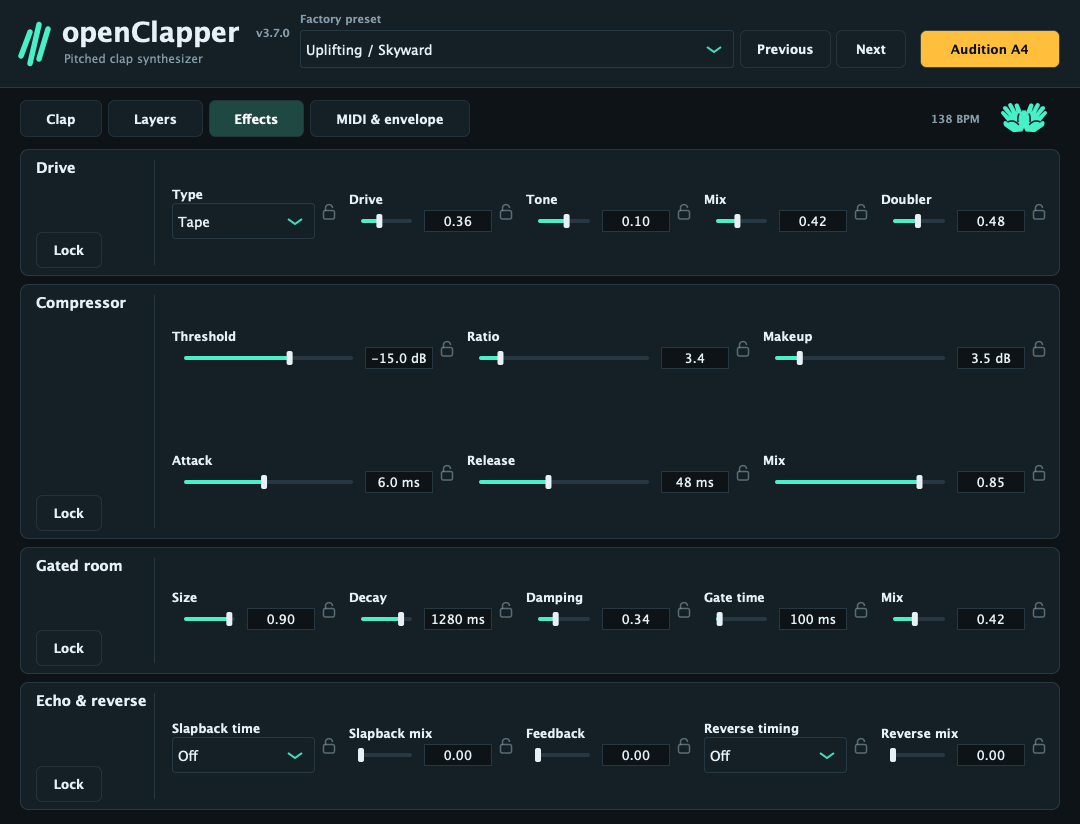 openClapper
v3.7.0
Pitched clap synthesizer
Factory preset
Uplifting / Skyward
Previous
Next
Audition A4
Clap
Layers
Effects
MIDI & envelope
138 BPM
Drive
Lock
Type
Tape
Drive
0.36
Tone
0.10
Mix
0.42
Doubler
0.48
Compressor
Lock
Threshold
-15.0 dB
Ratio
3.4
Makeup
3.5 dB
Attack
6.0 ms
Release
48 ms
Mix
0.85
Gated room
Lock
Size
0.90
Decay
1280 ms
Damping
0.34
Gate time
100 ms
Mix
0.42
Echo & reverse
Lock
Slapback time
Off
Slapback mix
0.00
Feedback
0.00
Reverse timing
Off
Reverse mix
0.00